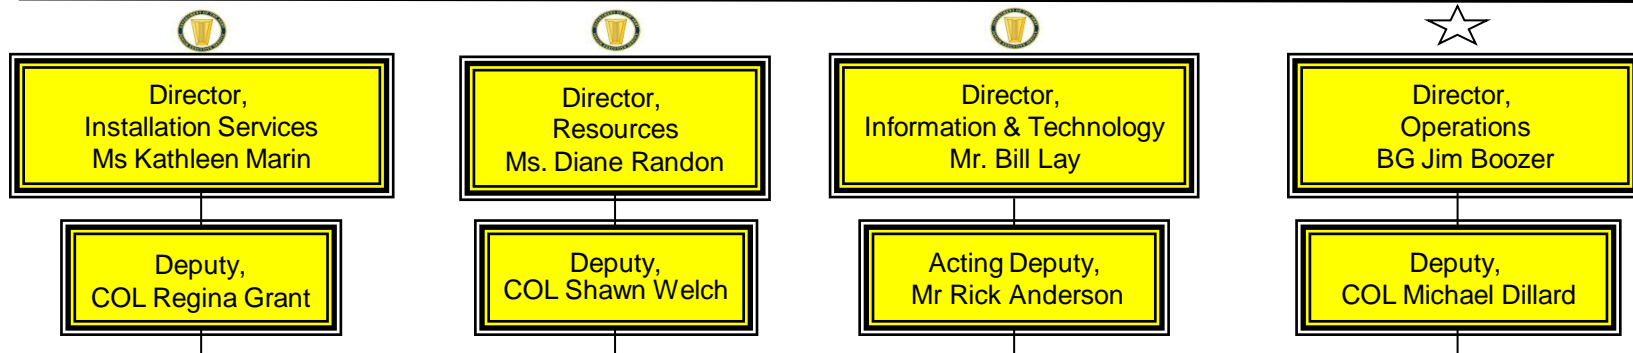 Director,
Installation Services
Ms Kathleen Marin
Director,
Resources
Ms. Diane Randon
Director,
Information & Technology
Mr. Bill Lay
Director,
Operations
BG Jim Boozer
Deputy,
COL Regina Grant
Deputy,
COL Shawn Welch
Acting Deputy,
Mr Rick Anderson
Deputy,
COL Michael Dillard